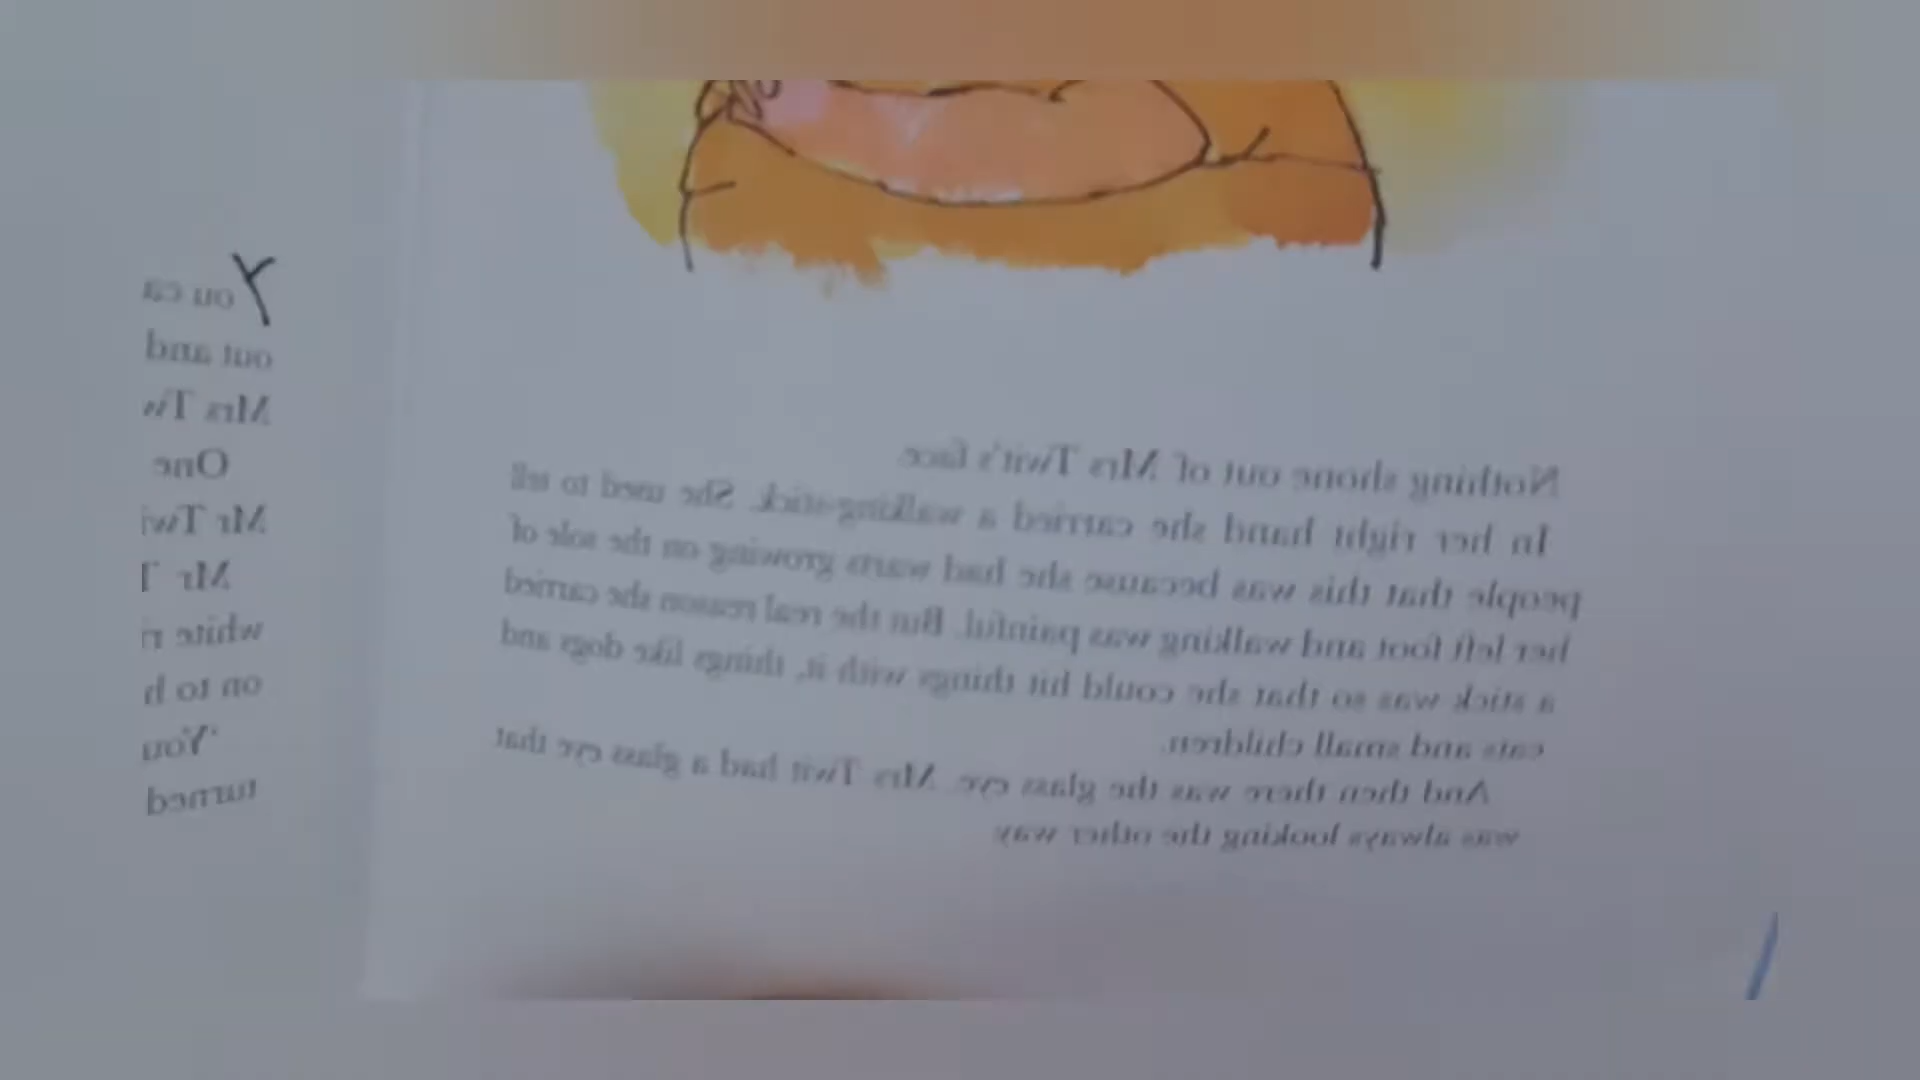 Nothing shone out of Mrs Twit's face.
In her right hand she carried a walking-stick. She used to tell
people that this was because she had warts growing on the sole of
her left foot and walking was painful. But the real reason she carried
a stick was so that she could hit things with it, things like dogs and
cats and small children.
And then there was the glass eye. Mrs Twit had a glass eye that
was always looking the other way.
You ca
out and
Mrs Tw
One
Mr Twi
Mr T
white ri
on to h
'You
turned